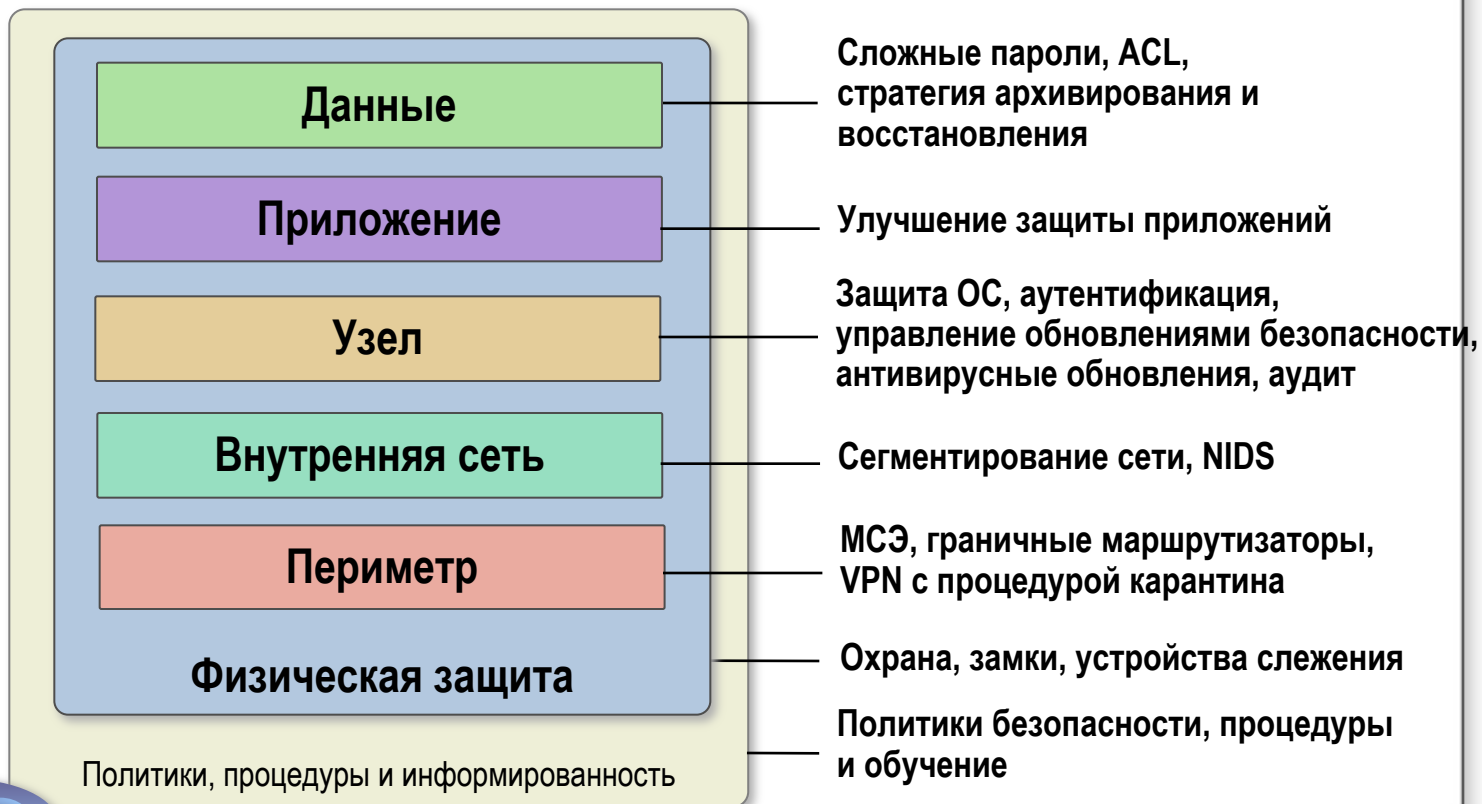 Данные
Сложные пароли, ACL,
стратегия архивирования и
восстановления
Приложение
Улучшение защиты приложений
Узел
Защита ОС, аутентификация,
управление обновлениями безопасности,
антивирусные обновления, аудит
Внутренняя сеть
Сегментирование сети, NIDS
Периметр
МСЭ, граничные маршрутизаторы,
VPN с процедурой карантина
Физическая защита
Охрана, замки, устройства слежения
Политики, процедуры и информированность
Политики безопасности, процедуры
и обучение